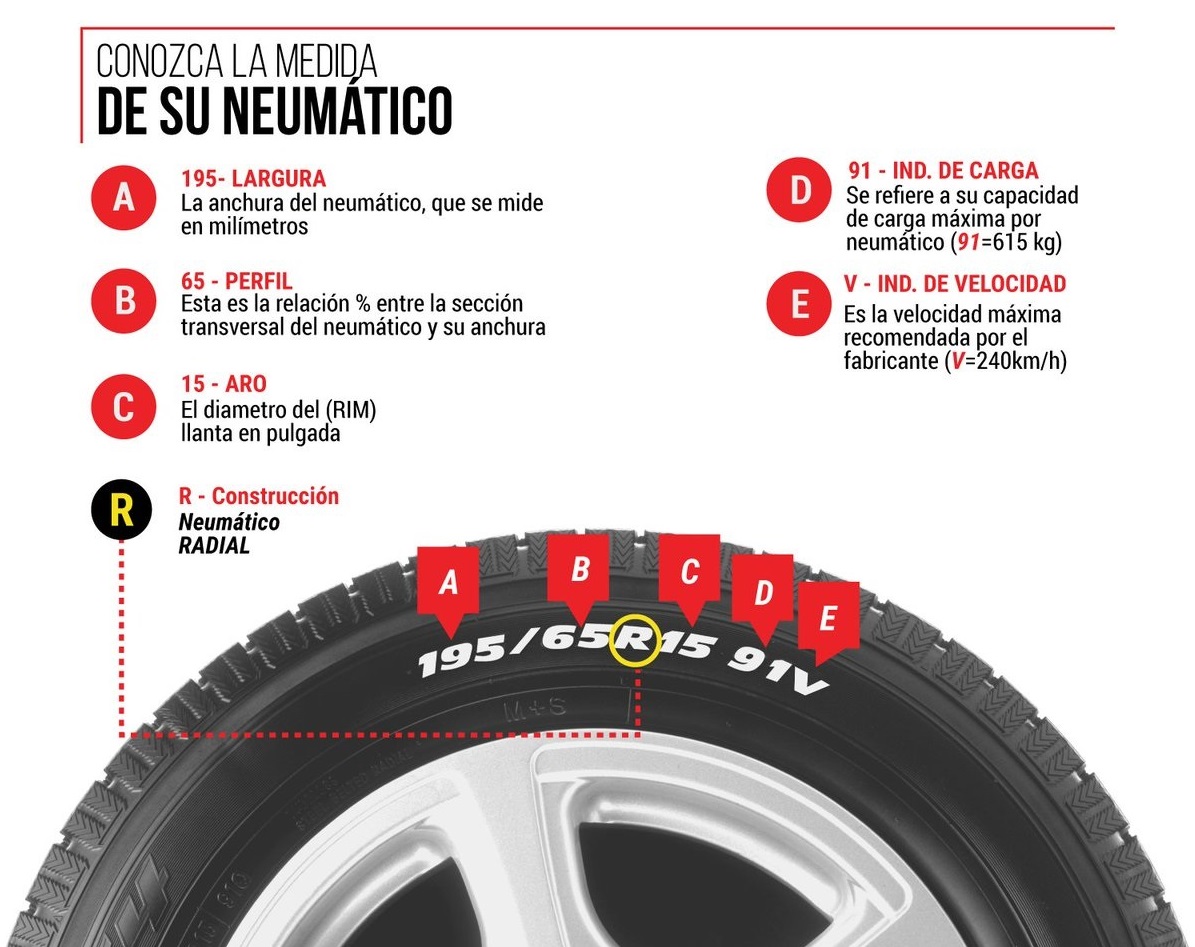 CONOZCA LA MEDIDA
DE SU NEUMÁTICO
A
195- LARGURA
La anchura del neumático, que se mide
en milímetros
B
65 - PERFIL
Esta es la relación % entre la sección
transversal del neumático y su anchura
C
15 - ARO
El diametro del (RIM)
llanta en pulgada
R
R - Construcción
Neumático
RADIAL
D
91 - IND. DE CARGA
Se refiere a su capacidad
de carga máxima por
neumático (91=615 kg)
E
V - IND. DE VELOCIDAD
Es la velocidad máxima
recomendada por el
fabricante (V=240km/h)
A
B
C
D
E
195/65R15 91V
M+S